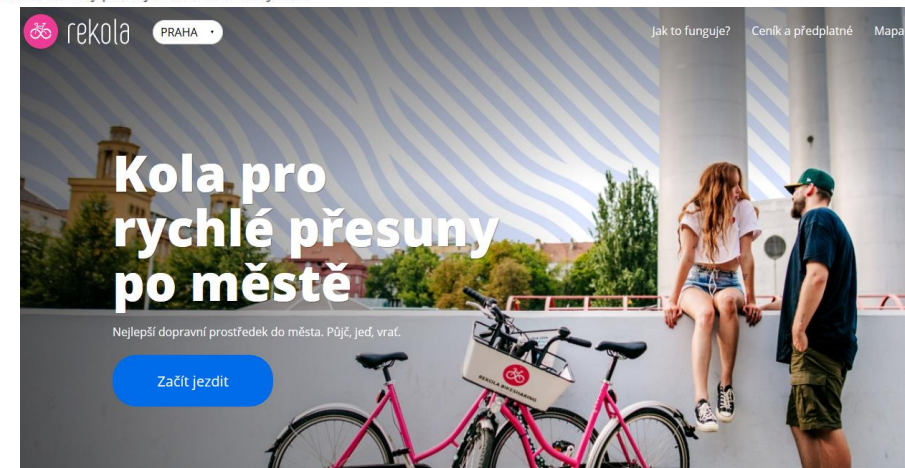 rekola
PRAHA
Jak to funguje?
Ceník a předplatné
Mapa
Kola pro
rychlé přesuny
po městě
Nejlepší dopravní prostředek do města. Půjč, jeď, vrať.
Začít jezdit
REKOLA BIKESHARING